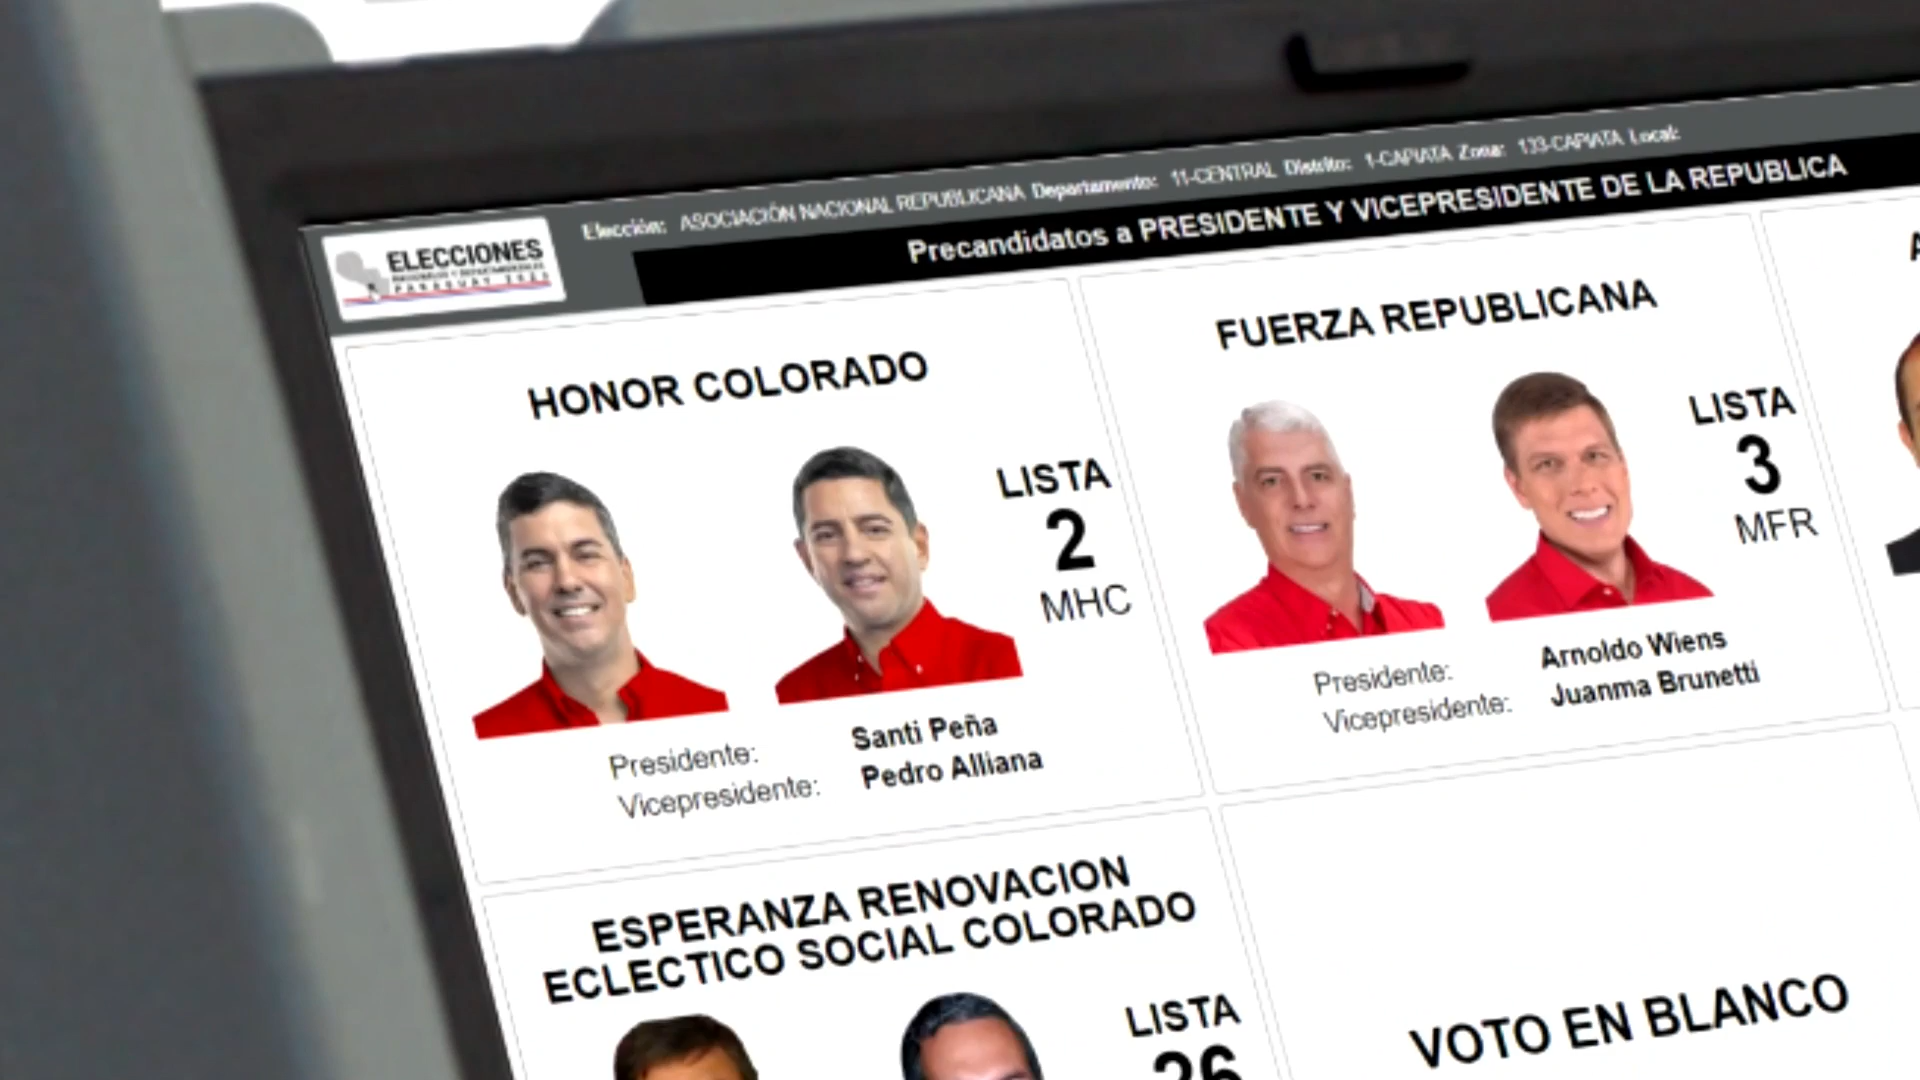 Elección: ASOCIACIÓN NACIONAL REPUBLICANA Departamento: 11-CENTRAL Distrito: 1-CAPIATA Zona: 133-CAPIATA Local:
ELECCIONES
PARAGUAY
Precandidatos a PRESIDENTE Y VICEPRESIDENTE DE LA REPUBLICA
HONOR COLORADO
LISTA
2
MHC
Presidente: Santi Peña
Vicepresidente: Pedro Alliana
FUERZA REPUBLICANA
LISTA
3
MFR
Presidente: Arnoldo Wiens
Vicepresidente: Juanma Brunetti
ESPERANZA RENOVACION
ECLECTICO SOCIAL COLORADO
LISTA
26
VOTO EN BLANCO